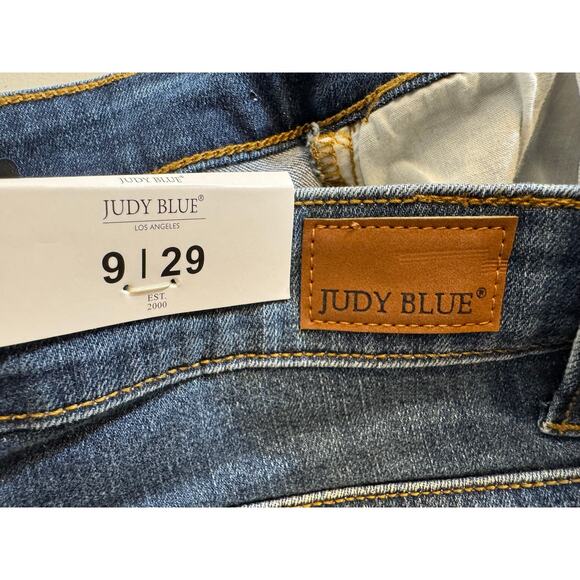 JUDY BLUE
JUDY BLUE®
LOS ANGELES
9 | 29
EST.
2000
JUDY BLUE®